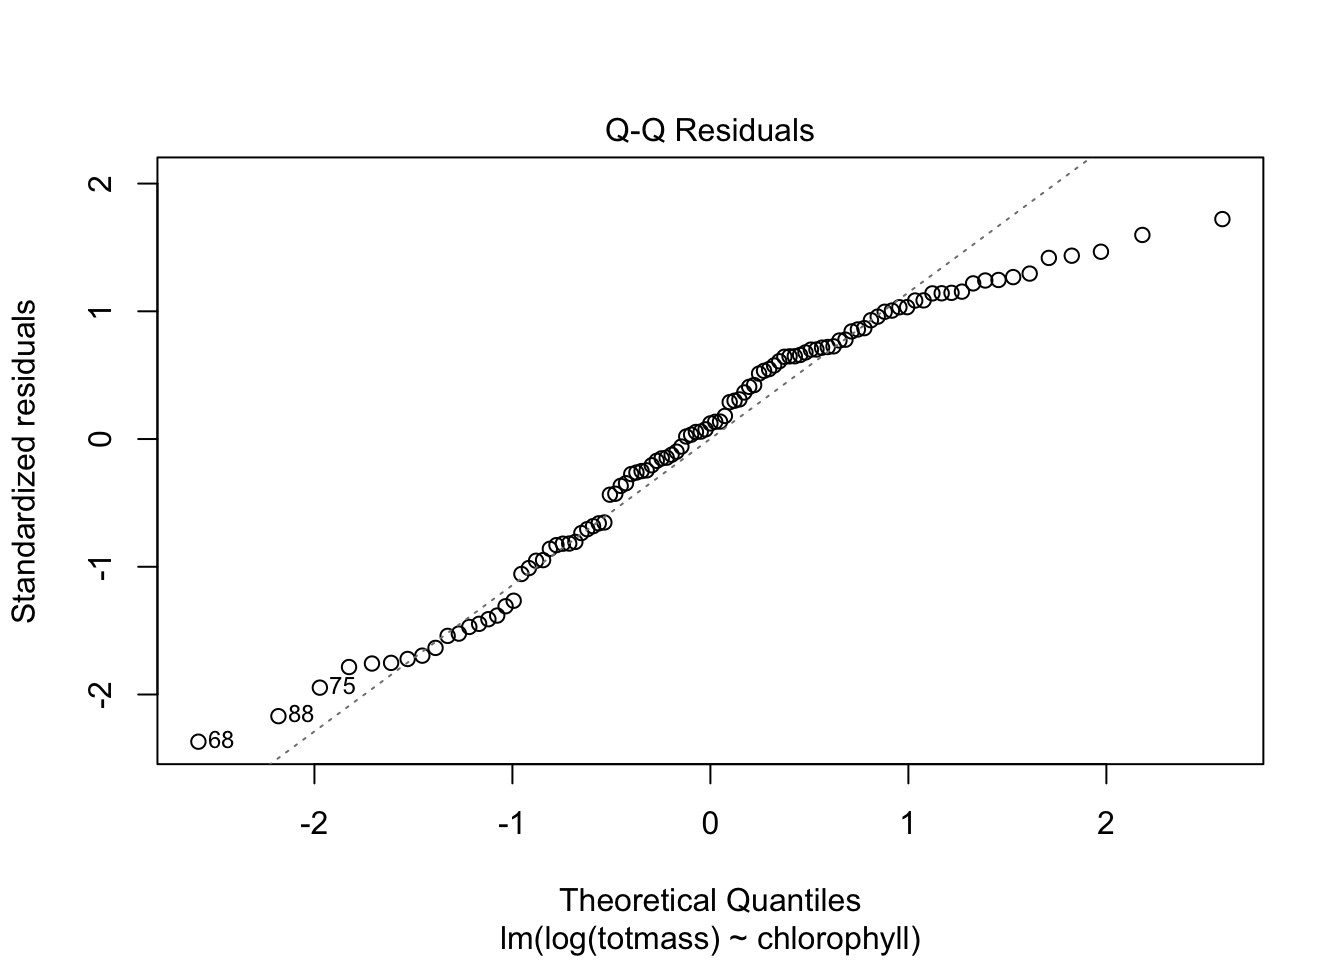 Q-Q Residuals
Standardized residuals
2
1
0
-1
-2
75
88
68
-2 -1 0 1 2
Theoretical Quantiles
lm(log(totmass) ~ chlorophyll)